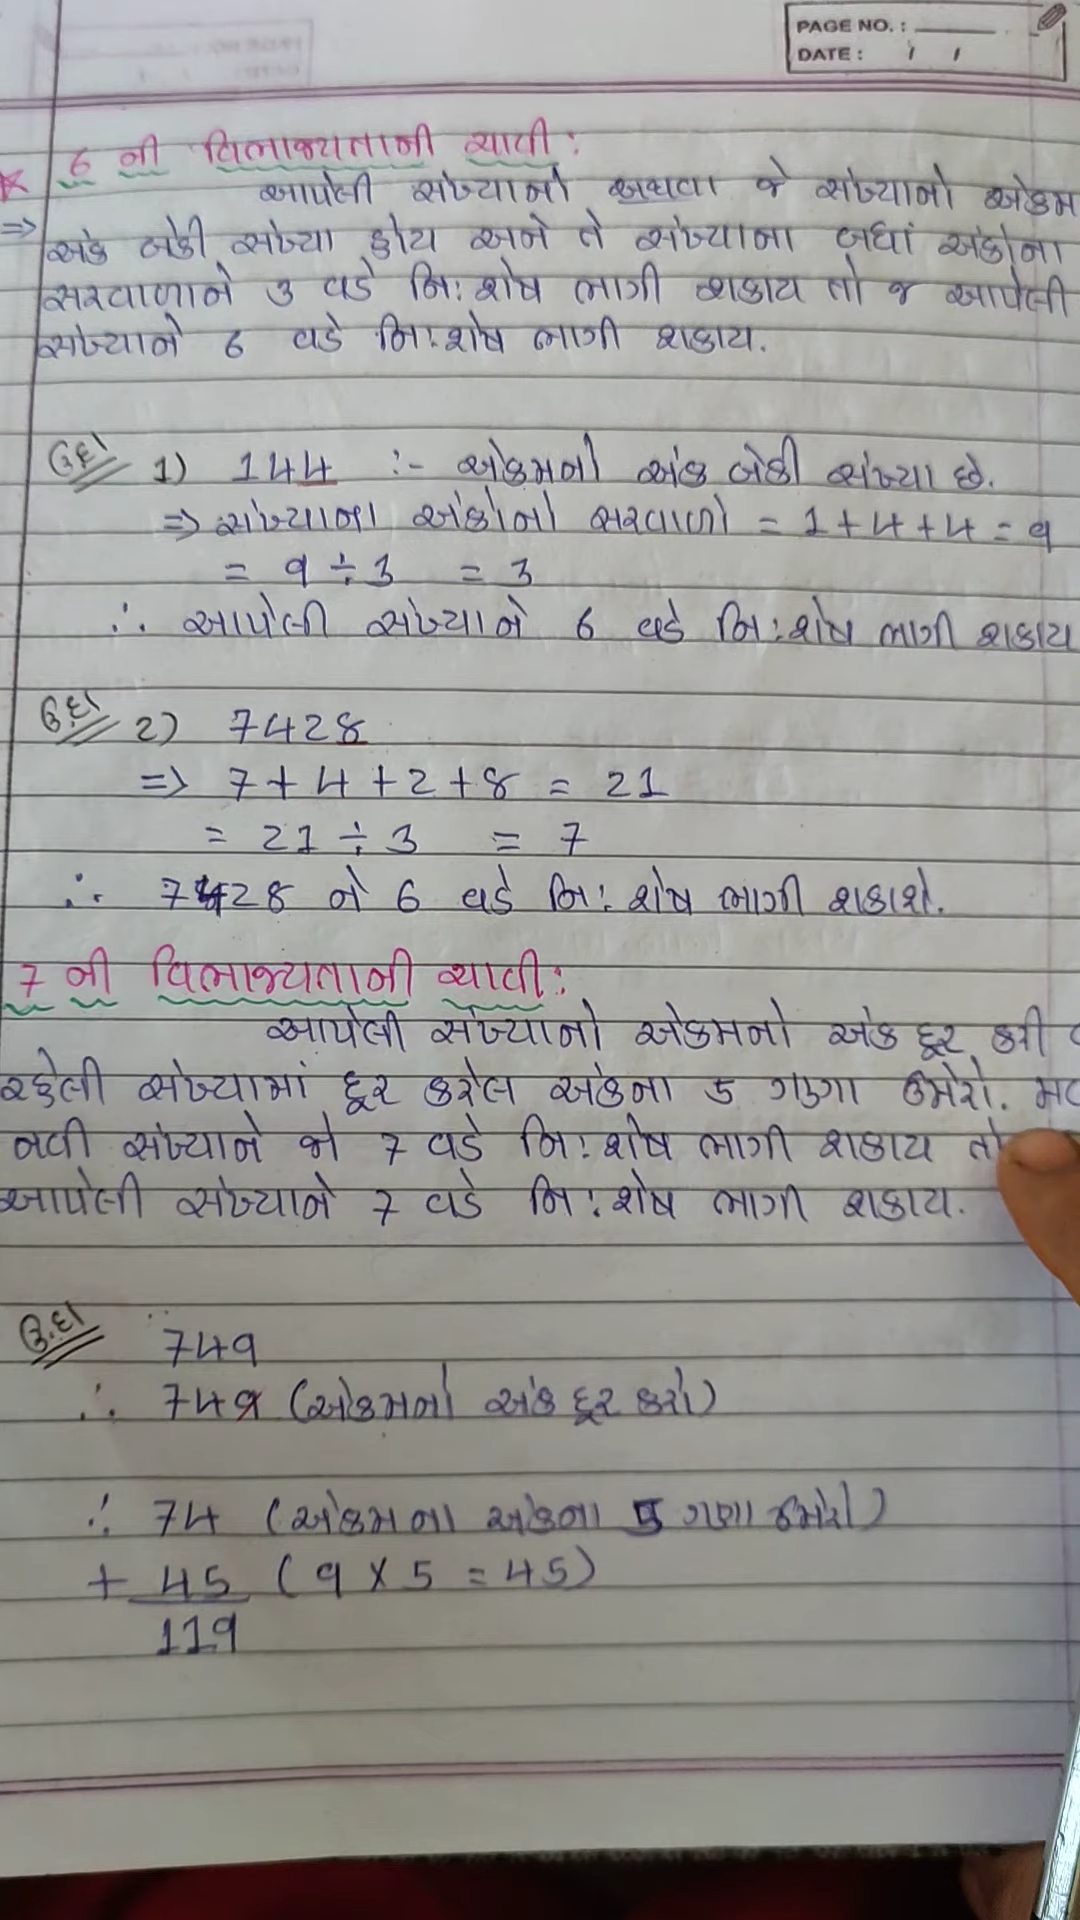 PAGE NO. :
DATE : / /
6 ની વિભાજ્યતાની ચાવી :
આપેલી સંખ્યાનો અથવા જે સંખ્યાનો એકમ
⇒ અંક બેકી સંખ્યા હોય અને તે સંખ્યાના બધાં અંકોના
સરવાળાને ૩ વડે નિ:શેષ ભાગી શકાય તો જ આપેલી
સંખ્યાને 6 વડે નિ:શેષ ભાગી શકાય.
ઉદા 1) 144 :- એકમનો અંક બેકી સંખ્યા છે.
⇒ સંખ્યાના અંકોનો સરવાળો = 1 + 4 + 4 = 9
= 9 ÷ 3 = 3
∴ આપેલી સંખ્યાને 6 વડે નિ:શેષ ભાગી શકાય
ઉદા 2) 7428
⇒ 7 + 4 + 2 + 8 = 21
= 21 ÷ 3 = 7
∴ 7428 ને 6 વડે નિ:શેષ ભાગી શકાશે.
7 ની વિભાજ્યતાની ચાવી :
આપેલી સંખ્યાનો એકમનો અંક દૂર કરી
રહેલી સંખ્યામાં દૂર કરેલ અંકના 5 ગણા ઉમેરો.
નવી સંખ્યાને જો 7 વડે નિ:શેષ ભાગી શકાય તો
આપેલી સંખ્યાને 7 વડે નિ:શેષ ભાગી શકાય.
ઉદા 749
∴ 749 (એકમનો અંક દૂર કરો)
∴ 74 (એકમના અંકના 5 ગણા ઉમેરો)
+ 45 (9 × 5 = 45)
119